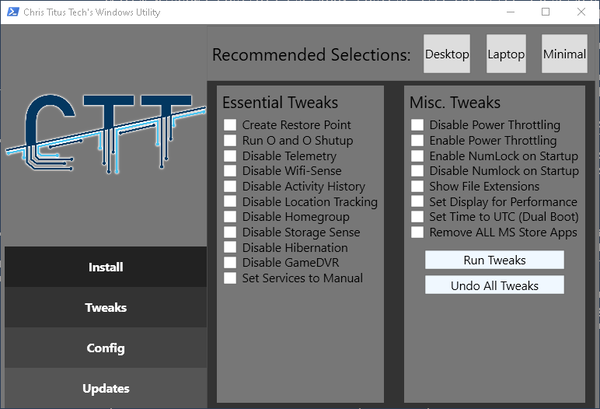 Chris Titus Tech's Windows Utility
CTT
Install
Tweaks
Config
Updates
Recommended Selections:
Desktop
Laptop
Minimal
Essential Tweaks
Create Restore Point
Run O and O Shutup
Disable Telemetry
Disable Wifi-Sense
Disable Activity History
Disable Location Tracking
Disable Homegroup
Disable Storage Sense
Disable Hibernation
Disable GameDVR
Set Services to Manual
Misc. Tweaks
Disable Power Throttling
Enable Power Throttling
Enable NumLock on Startup
Disable Numlock on Startup
Show File Extensions
Set Display for Performance
Set Time to UTC (Dual Boot)
Remove ALL MS Store Apps
Run Tweaks
Undo All Tweaks